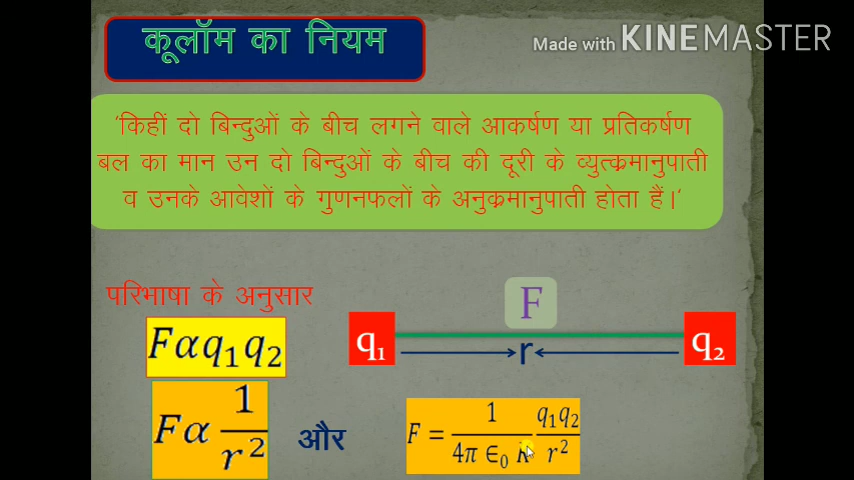 कूलॉम का नियम
Made with KINEMASTER
'किहीं दो बिन्दुओं के बीच लगने वाले आकर्षण या प्रतिकर्षण
बल का मान उन दो बिन्दुओं के बीच की दूरी के व्युत्क्रमानुपाती
व उनके आवेशों के गुणनफलों के अनुक्रमानुपाती होता हैं।'
परिभाषा के अनुसार
F
q₁ r q₂
Fαq₁q₂
Fα 1/r²
और
F = 1/(4π ∈₀ K) q₁q₂/r²